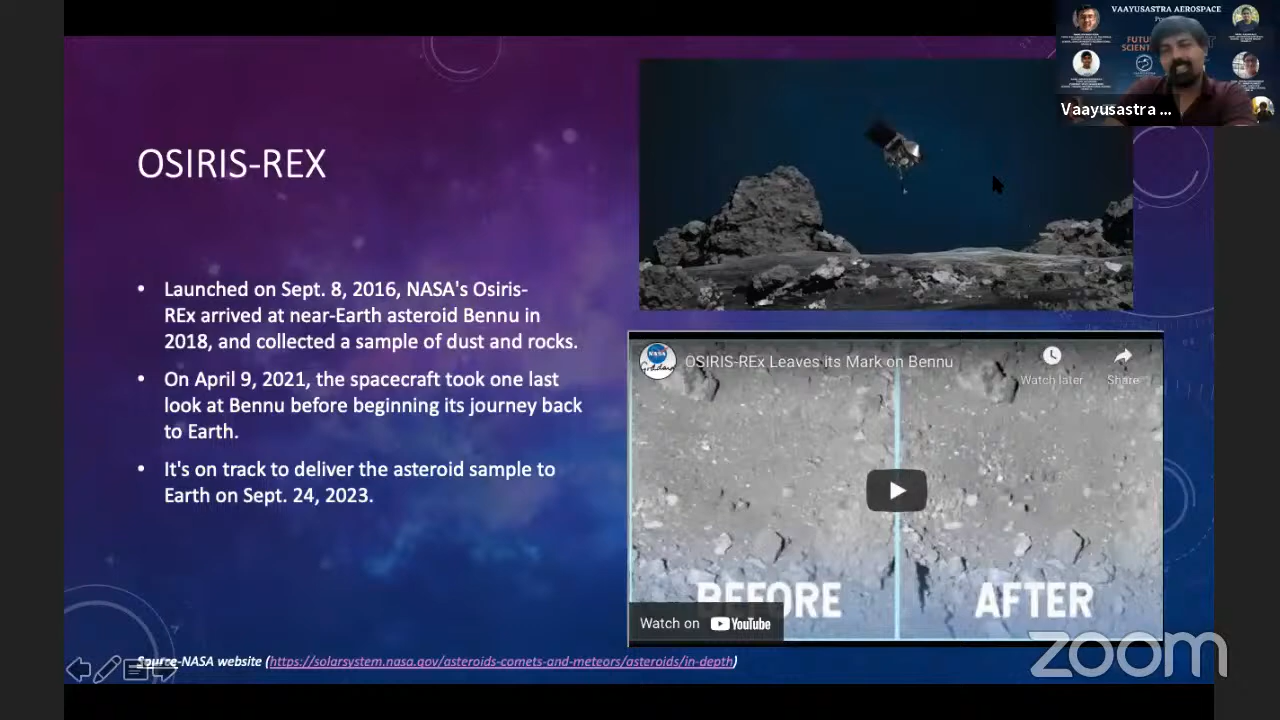 VAAYUSASTRA AEROSPACE
Vaayusastra ...
OSIRIS-REX
• Launched on Sept. 8, 2016, NASA's Osiris-
REx arrived at near-Earth asteroid Bennu in
2018, and collected a sample of dust and rocks.
• On April 9, 2021, the spacecraft took one last
look at Bennu before beginning its journey back
to Earth.
• It's on track to deliver the asteroid sample to
Earth on Sept. 24, 2023.
NASA
OSIRIS-REx Leaves its Mark on Bennu
Watch later
Share
BEFORE
AFTER
Watch on YouTube
Source-NASA website (https://solarsystem.nasa.gov/asteroids-comets-and-meteors/asteroids/in-depth)
zoom